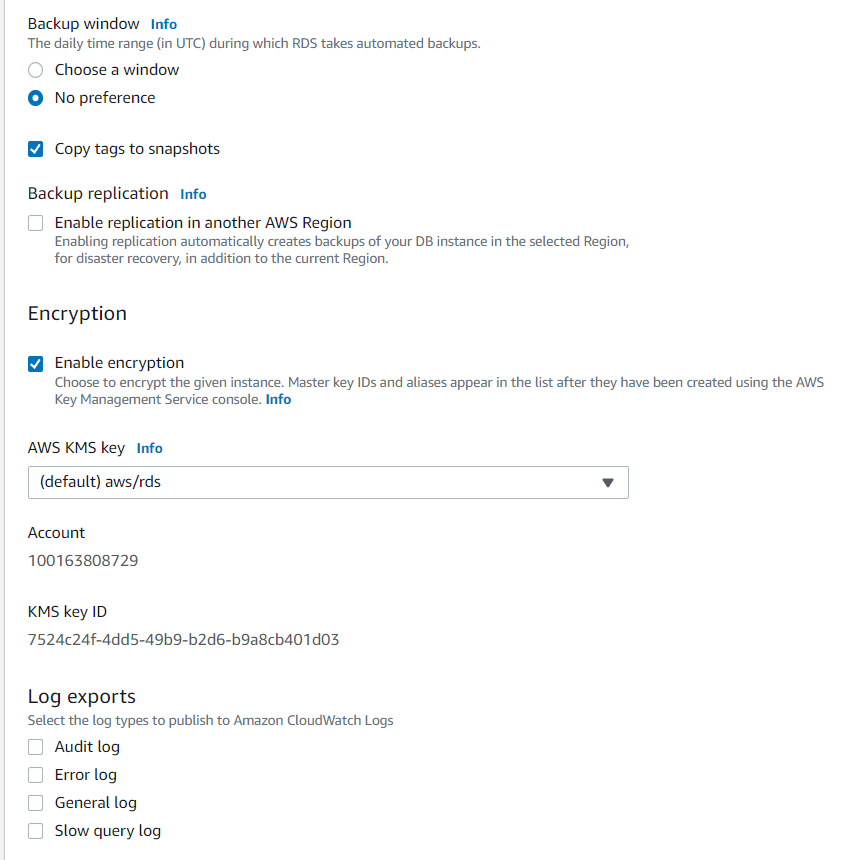 Backup window Info
The daily time range (in UTC) during which RDS takes automated backups.
Choose a window
No preference
Copy tags to snapshots
Backup replication Info
Enable replication in another AWS Region
Enabling replication automatically creates backups of your DB instance in the selected Region,
for disaster recovery, in addition to the current Region.
Encryption
Enable encryption
Choose to encrypt the given instance. Master key IDs and aliases appear in the list after they have been created using the AWS
Key Management Service console. Info
AWS KMS key Info
(default) aws/rds
Account
100163808729
KMS key ID
7524c24f-4dd5-49b9-b2d6-b9a8cb401d03
Log exports
Select the log types to publish to Amazon CloudWatch Logs
Audit log
Error log
General log
Slow query log